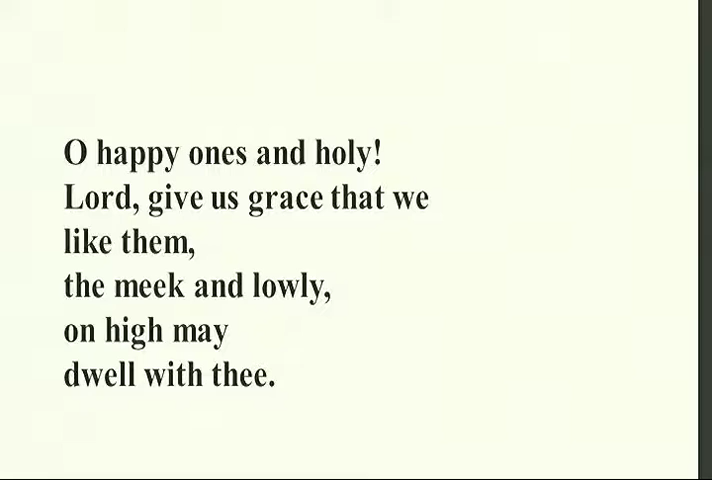 O happy ones and holy!
Lord, give us grace that we
like them,
the meek and lowly,
on high may
dwell with thee.